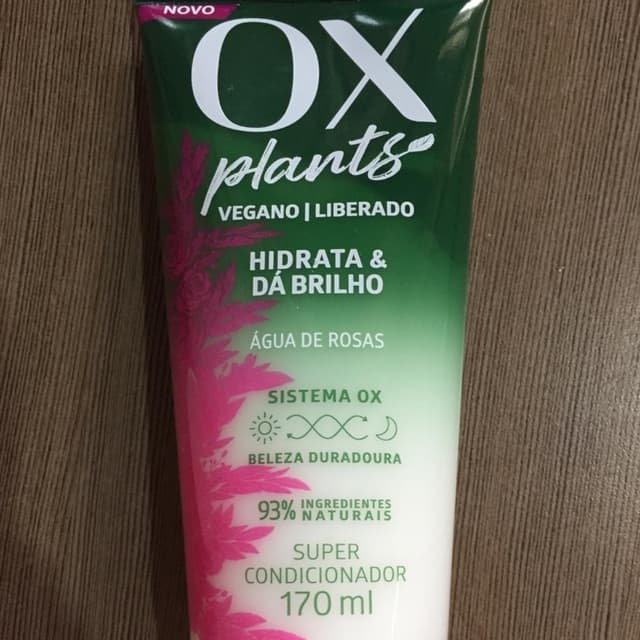 NOVO
OX
plants
VEGANO | LIBERADO
HIDRATA &
DÁ BRILHO
ÁGUA DE ROSAS
SISTEMA OX
BELEZA DURADOURA
93% INGREDIENTES
NATURAIS
SUPER
CONDICIONADOR
170 ml